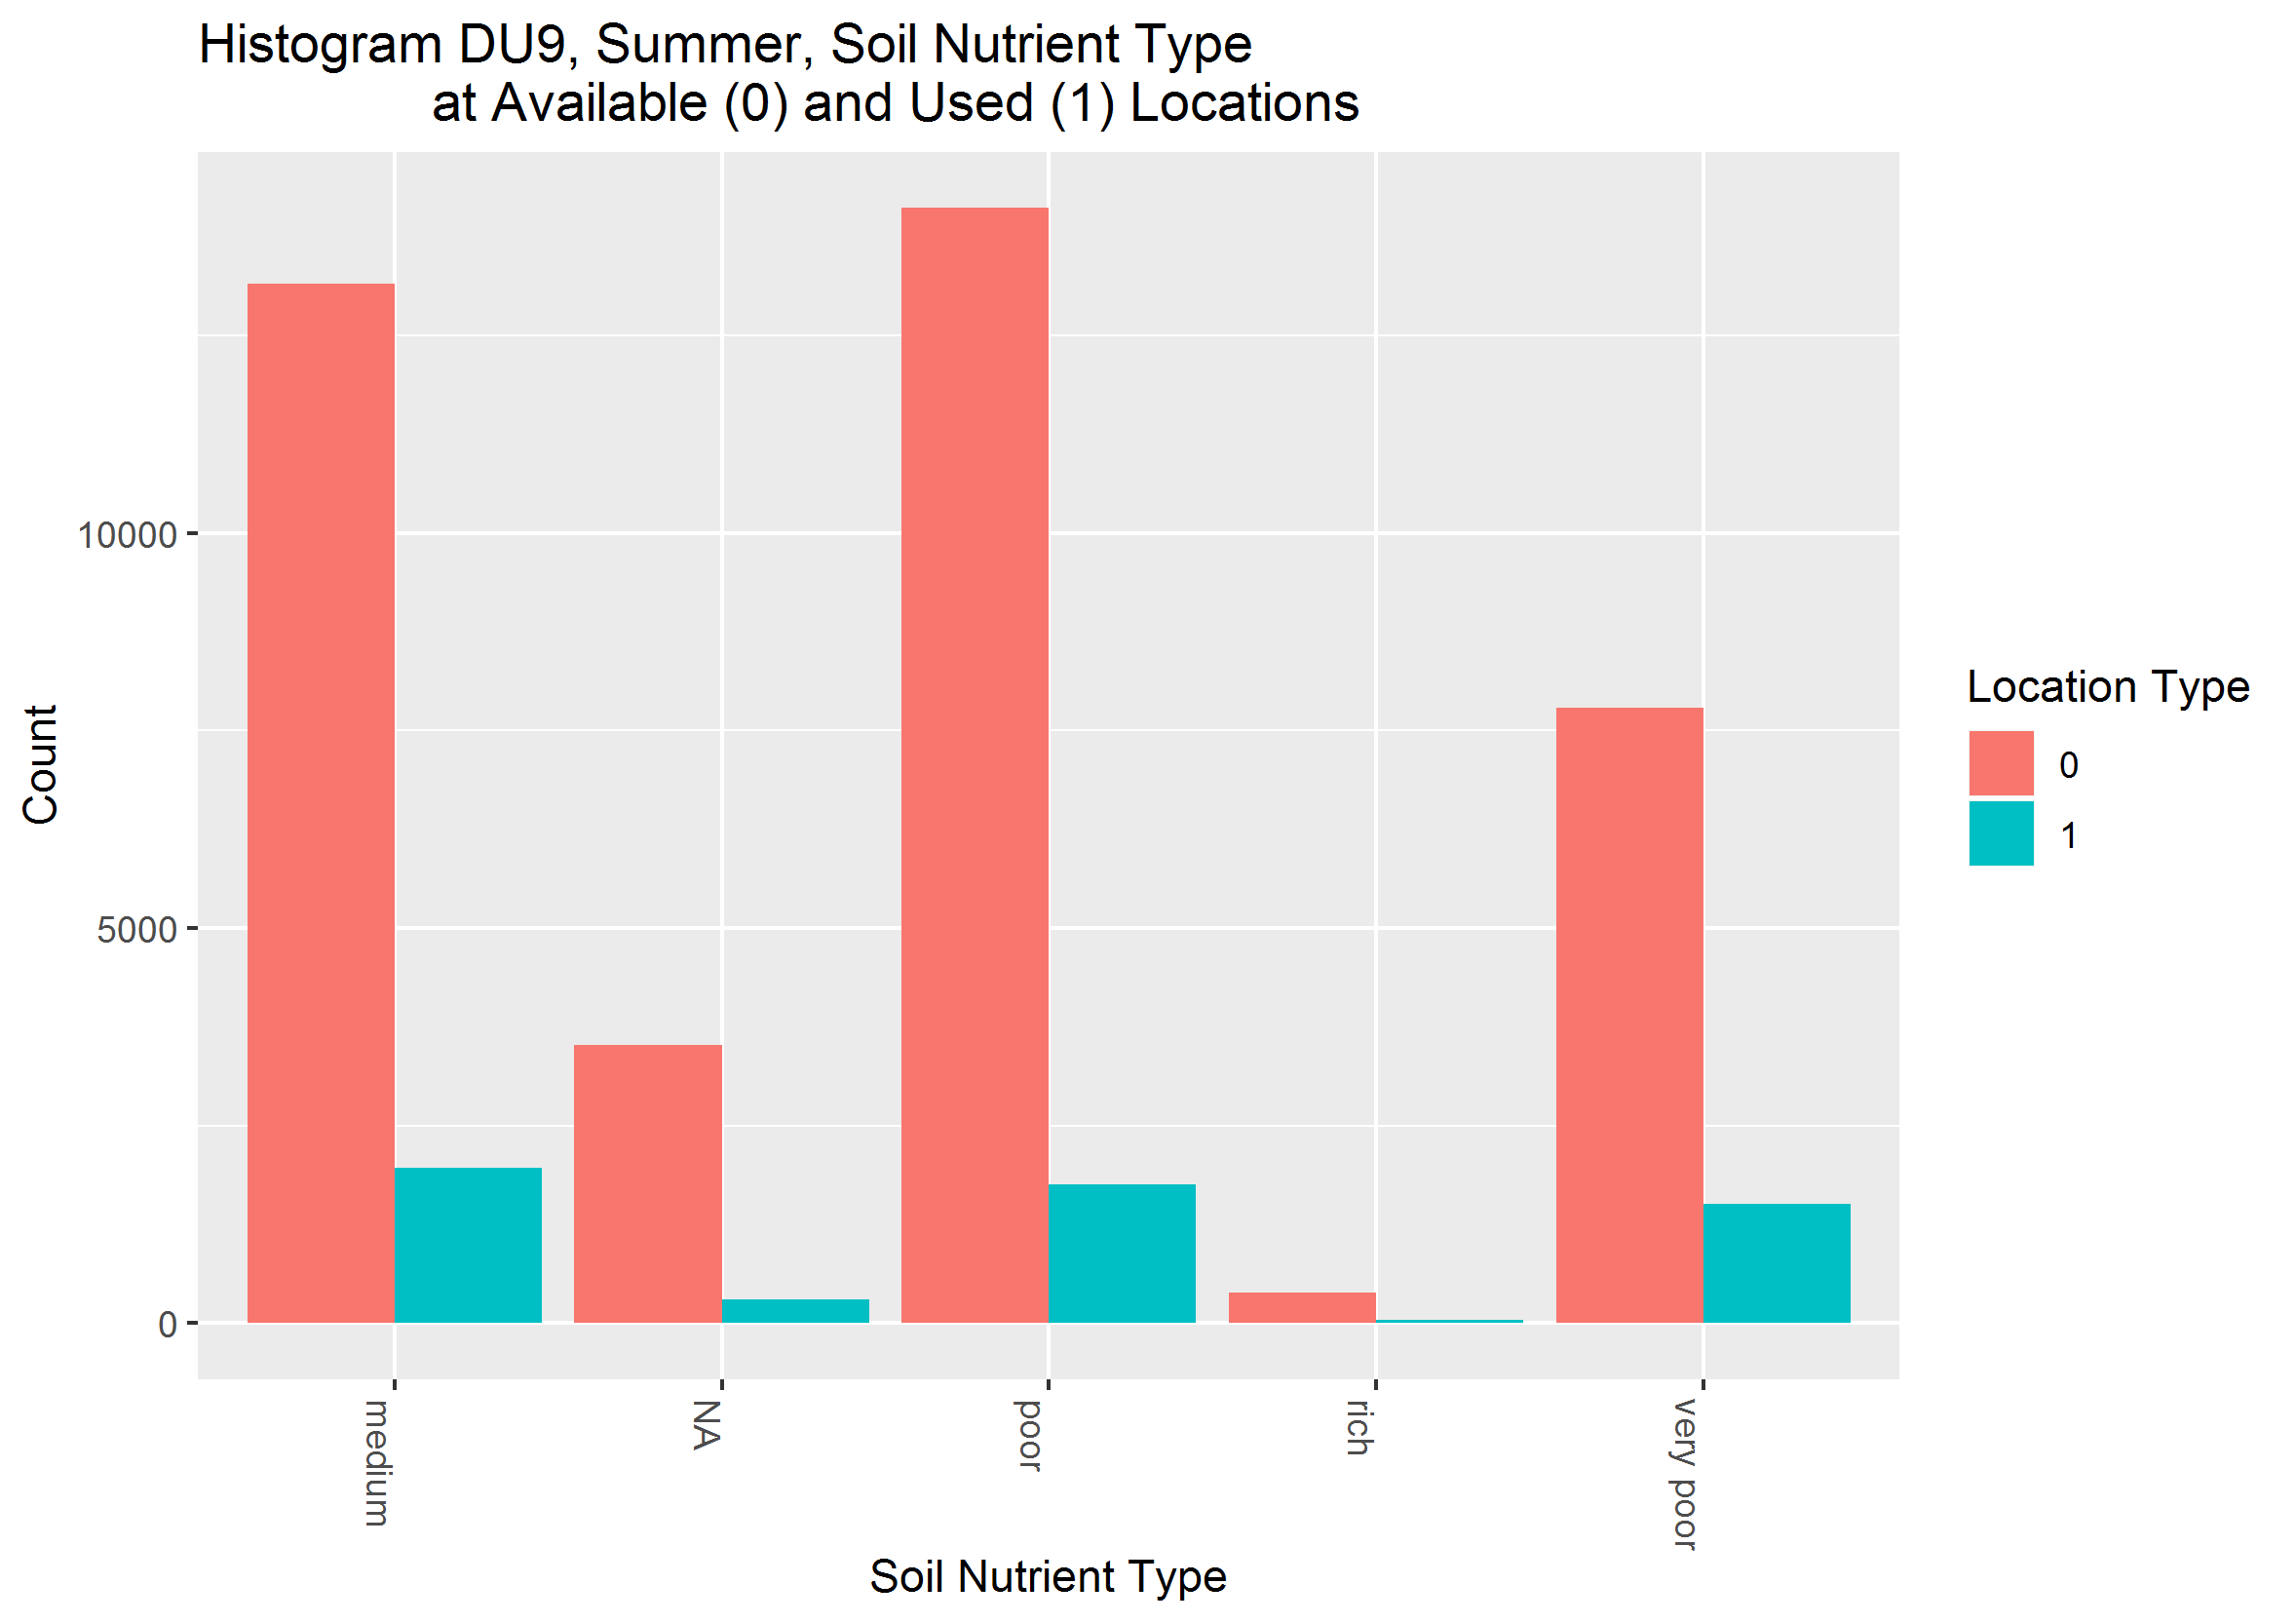 Histogram DU9, Summer, Soil Nutrient Type
at Available (0) and Used (1) Locations
Count
10000
5000
0
medium
NA
poor
rich
very poor
Soil Nutrient Type
Location Type
0
1